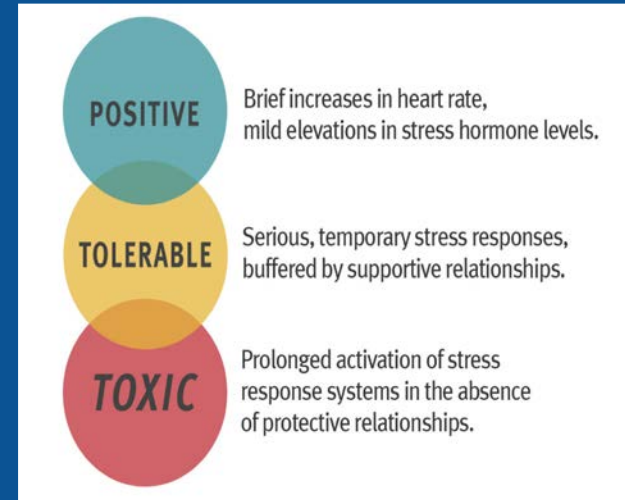 POSITIVE
Brief increases in heart rate,
mild elevations in stress hormone levels.
TOLERABLE
Serious, temporary stress responses,
buffered by supportive relationships.
TOXIC
Prolonged activation of stress
response systems in the absence
of protective relationships.